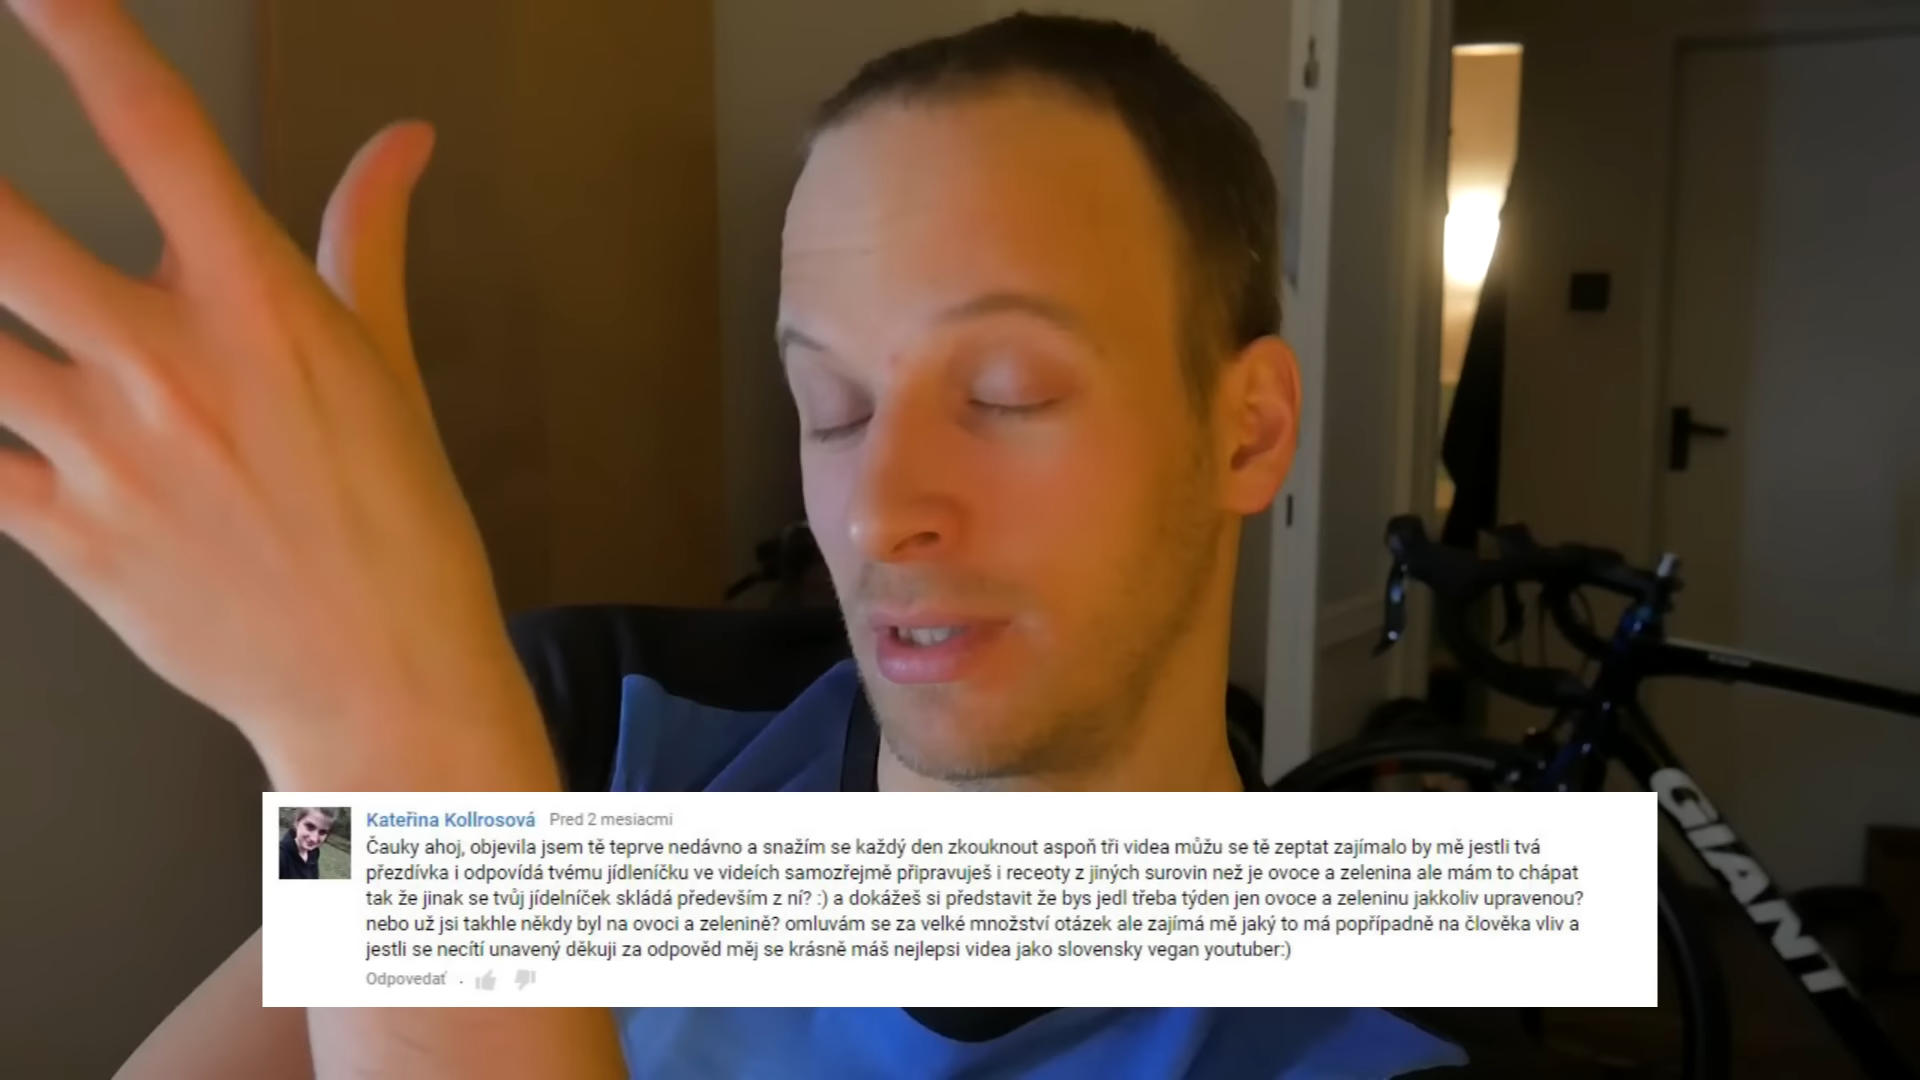 Kateřina Kollrosová Pred 2 mesiacmi
Čauky ahoj, objevila jsem tě teprve nedávno a snažím se každý den zkouknout aspoň tři videa můžu se tě zeptat zajímalo by mě jestli tvá
přezdívka i odpovídá tvému jídleníčku ve videích samozřejmě připravuješ i receoty z jiných surovin než je ovoce a zelenina ale mám to chápat
tak že jinak se tvůj jídelníček skládá především z ní? :) a dokážeš si představit že bys jedl třeba týden jen ovoce a zeleninu jakkoliv upravenou?
nebo už jsi takhle někdy byl na ovoci a zelenině? omluvám se za velké množství otázek ale zajímá mě jaký to má popřípadně na člověka vliv a
jestli se necítí unavený děkuji za odpověd měj se krásně máš nejlepsi videa jako slovensky vegan youtuber:)
Odpovedať .
GIANT